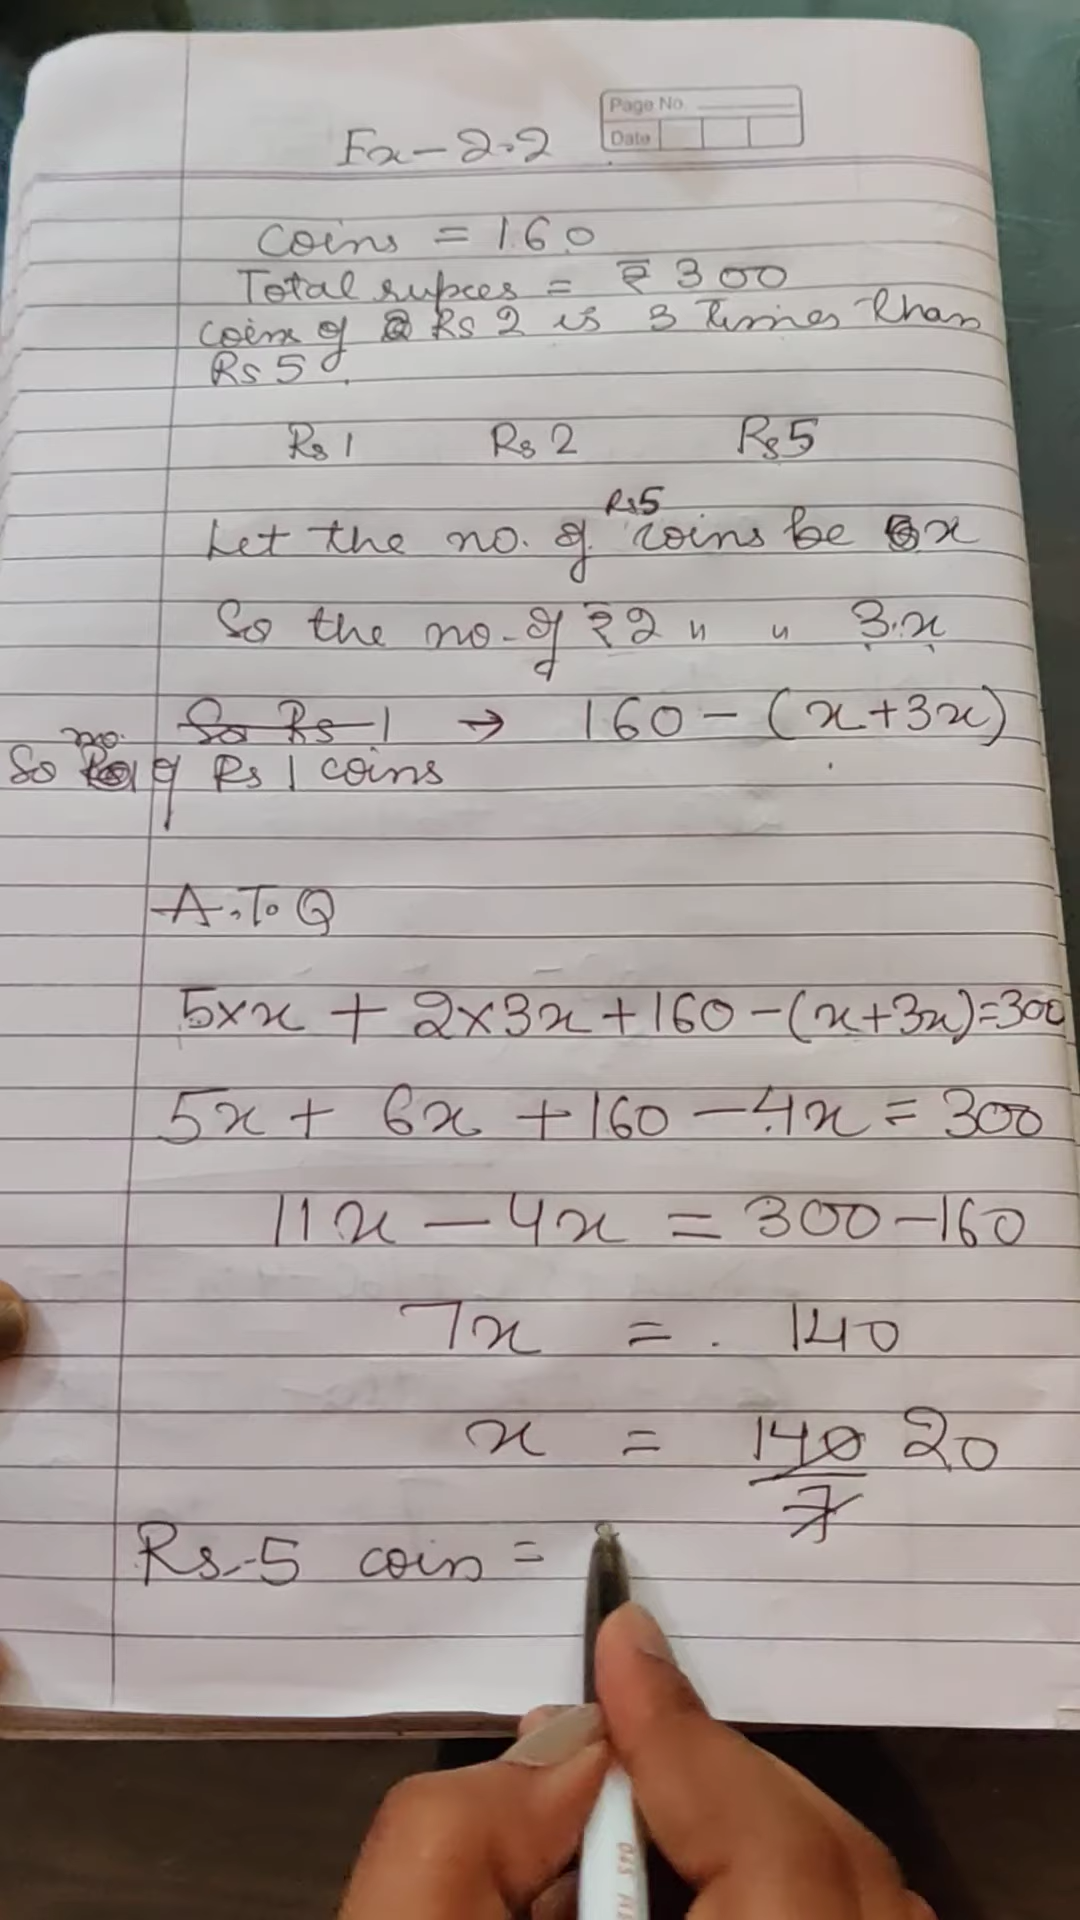 Page No.
Date
Ex-2.2
coins = 160
Total rupees = ₹ 300
coins of Rs 2 is 3 times than
Rs 5.
Rs 1 Rs 2 Rs 5
Rs5
Let the no. of coins be x
So the no. of ₹2 " " 3x
So Rs 1 → 160 - (x+3x)
So no. of Rs 1 coins
A.To Q
5×x + 2×3x + 160 - (x+3x) = 300
5x + 6x + 160 - 4x = 300
11x - 4x = 300 - 160
7x = 140
x = 140/7 20
Rs-5 coin =